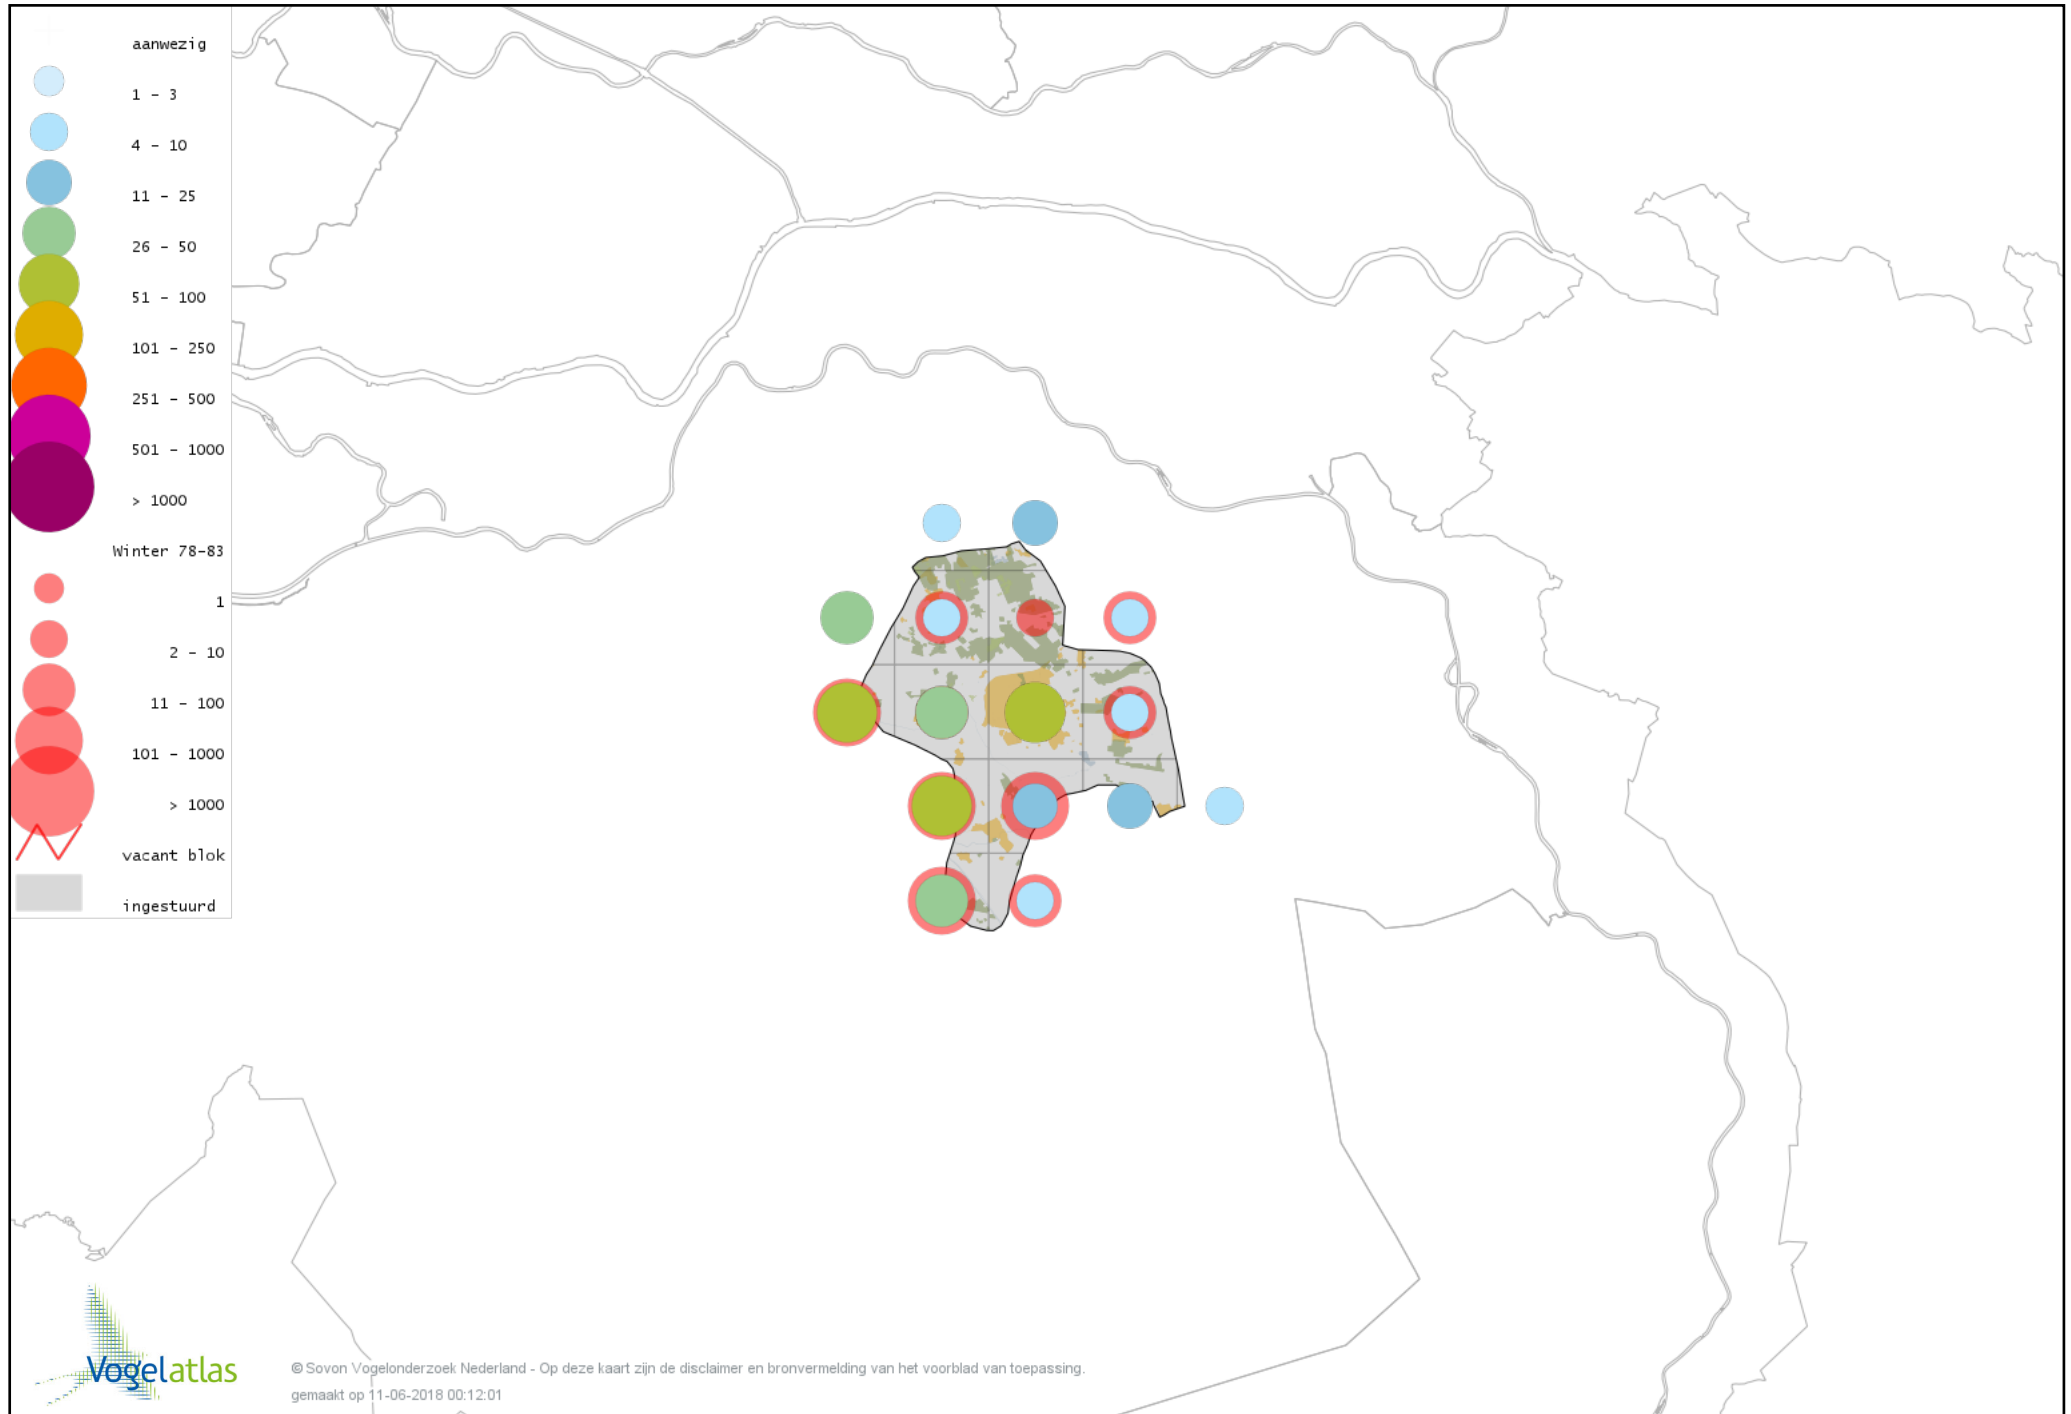 aanwezig
1 - 3
4 - 10
11 - 25
26 - 50
51 - 100
101 - 250
251 - 500
501 - 1000
> 1000
Winter 78-83
1
2 - 10
11 - 100
101 - 1000
> 1000
vacant blok
ingestuurd
Vogelatlas
© Sovon Vogelonderzoek Nederland - Op deze kaart zijn de disclaimer en bronvermelding van het voorblad van toepassing.
gemaakt op 11-06-2018 00:12:01